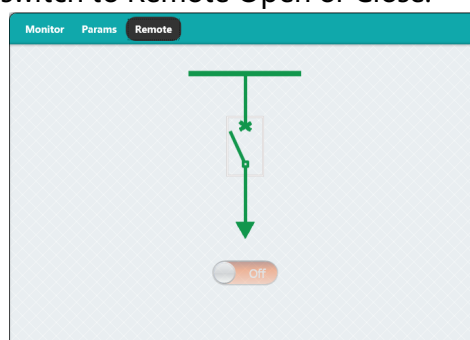 switch to Remote Open or Close.
Monitor Params Remote
Off